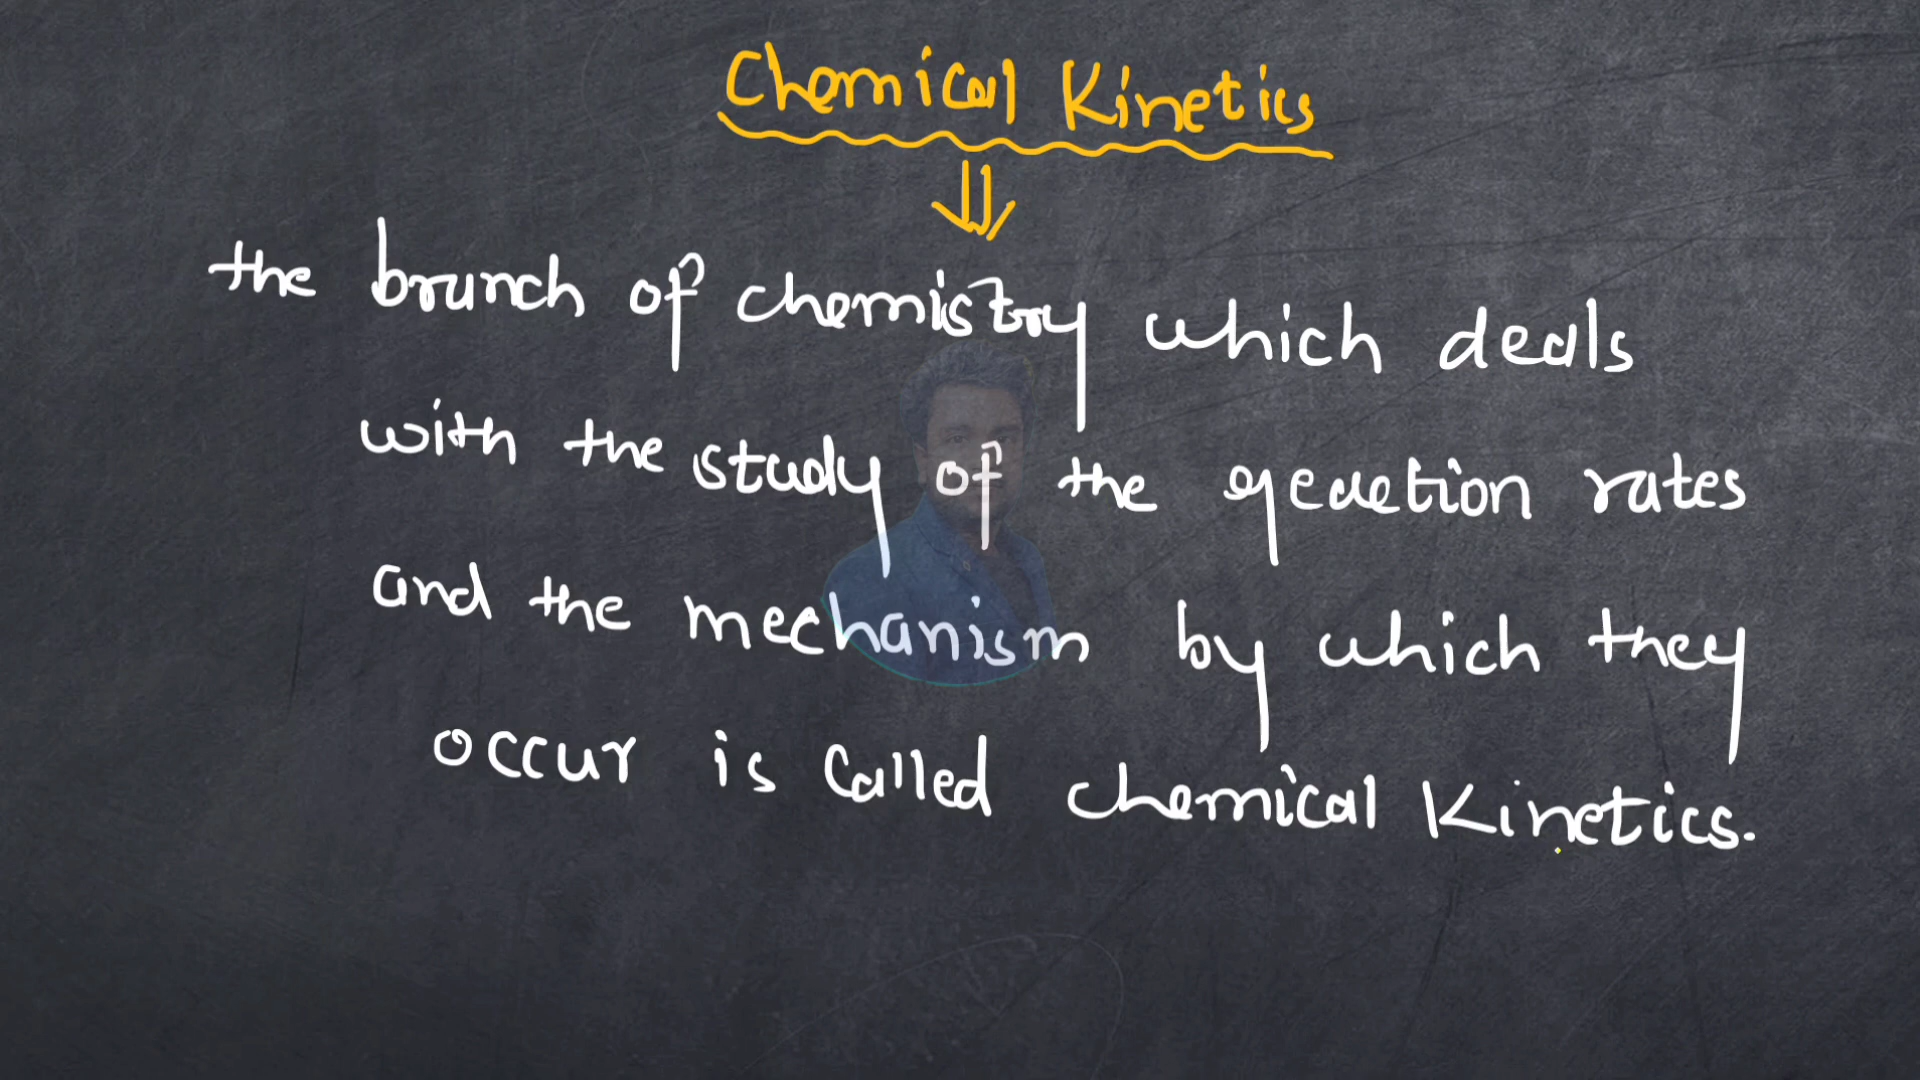 Chemical Kinetics
the branch of chemistry which deals
with the study of the reaction rates
and the mechanism by which they
occur is called chemical Kinetics.